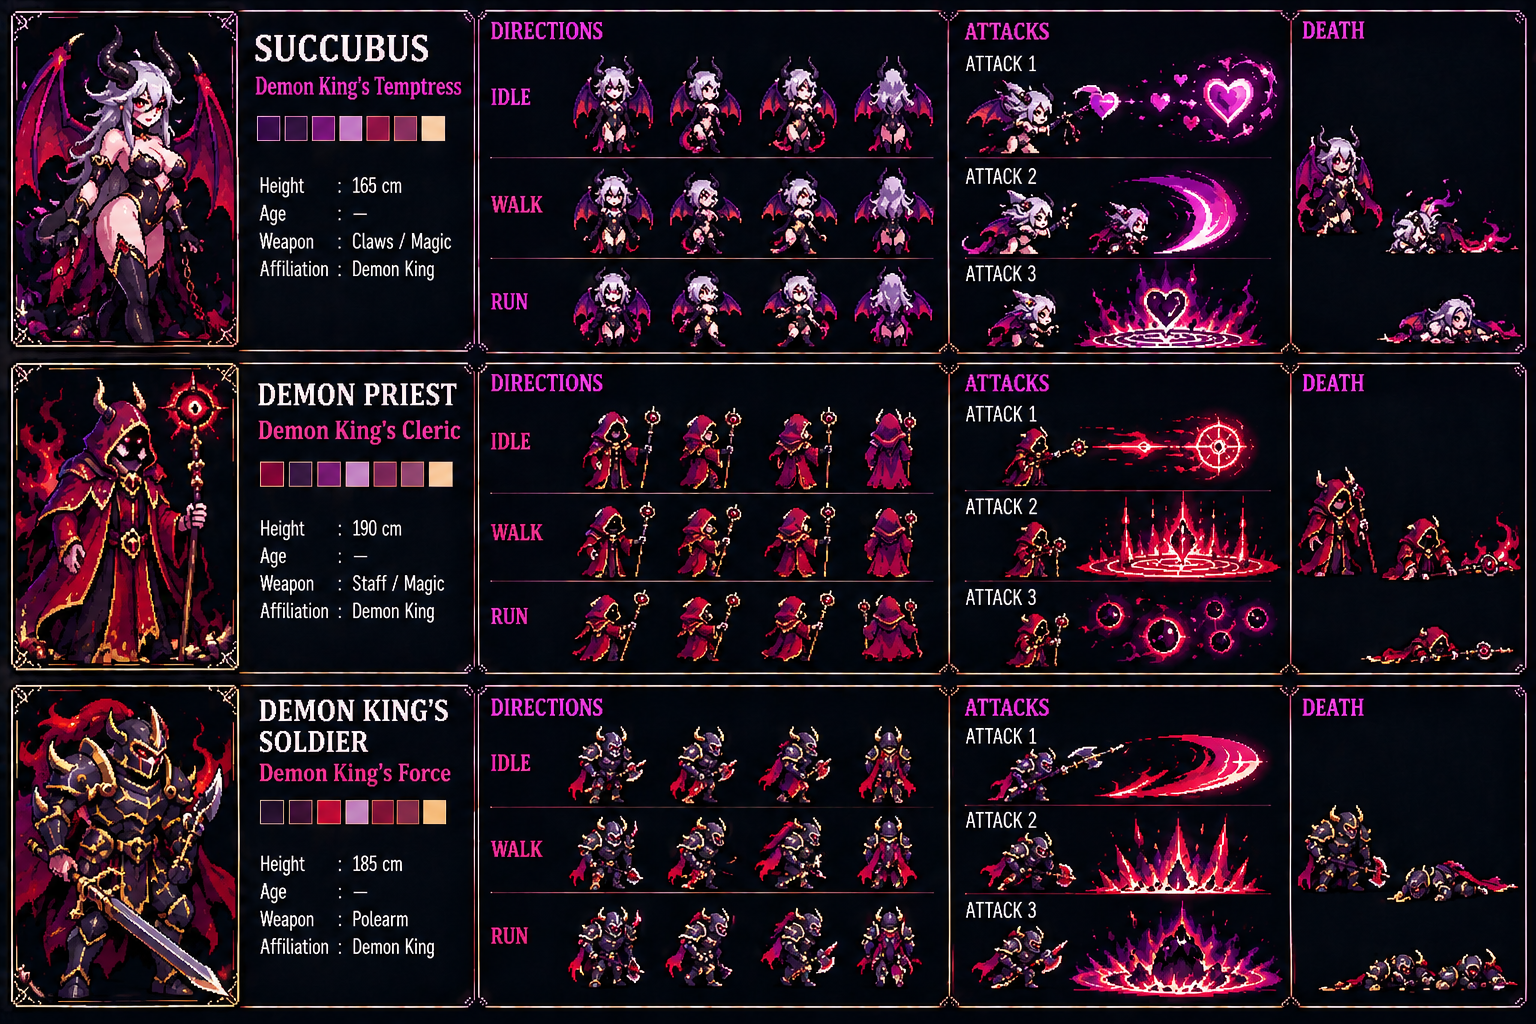 SUCCUBUS
Demon King's Temptress
Height : 165 cm
Age : —
Weapon : Claws / Magic
Affiliation : Demon King
DIRECTIONS
IDLE
WALK
RUN
ATTACKS
ATTACK 1
ATTACK 2
ATTACK 3
DEATH
DEMON PRIEST
Demon King's Cleric
Height : 190 cm
Age : —
Weapon : Staff / Magic
Affiliation : Demon King
DIRECTIONS
IDLE
WALK
RUN
ATTACKS
ATTACK 1
ATTACK 2
ATTACK 3
DEATH
DEMON KING'S
SOLDIER
Demon King's Force
Height : 185 cm
Age : —
Weapon : Polearm
Affiliation : Demon King
DIRECTIONS
IDLE
WALK
RUN
ATTACKS
ATTACK 1
ATTACK 2
ATTACK 3
DEATH